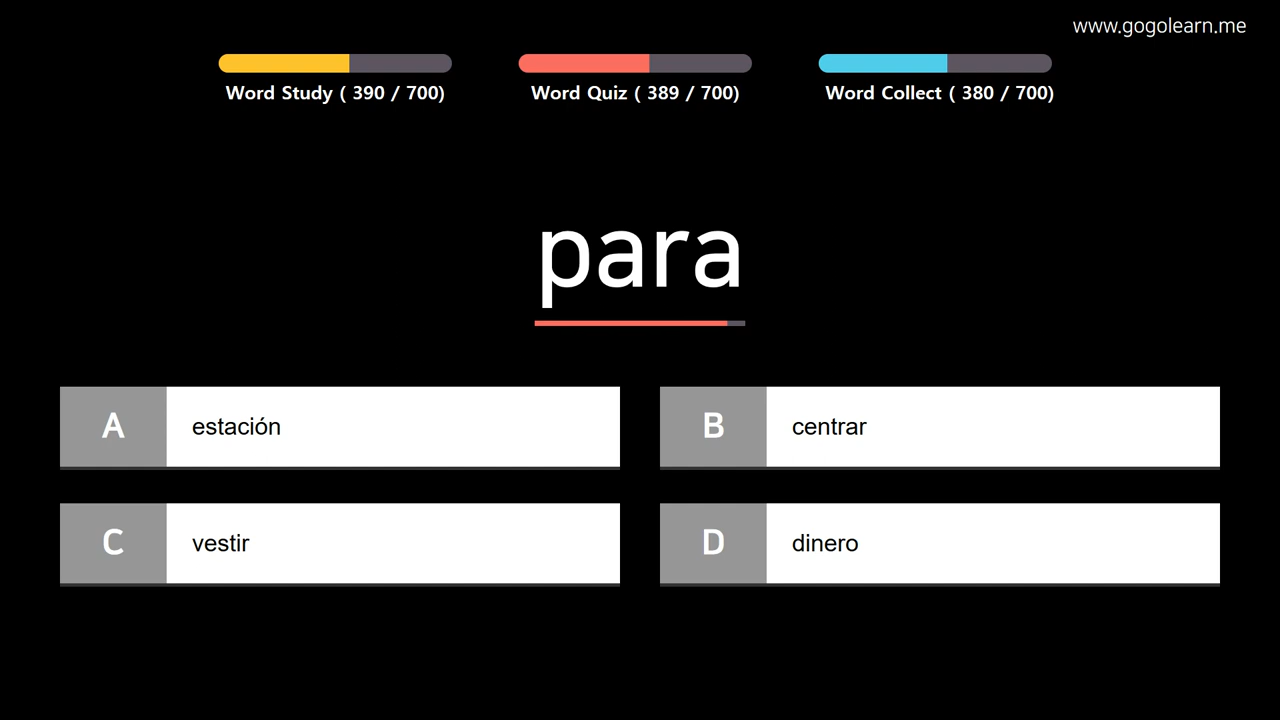 www.gogolearn.me
Word Study ( 390 / 700)
Word Quiz ( 389 / 700)
Word Collect ( 380 / 700)
para
A estación
B centrar
C vestir
D dinero